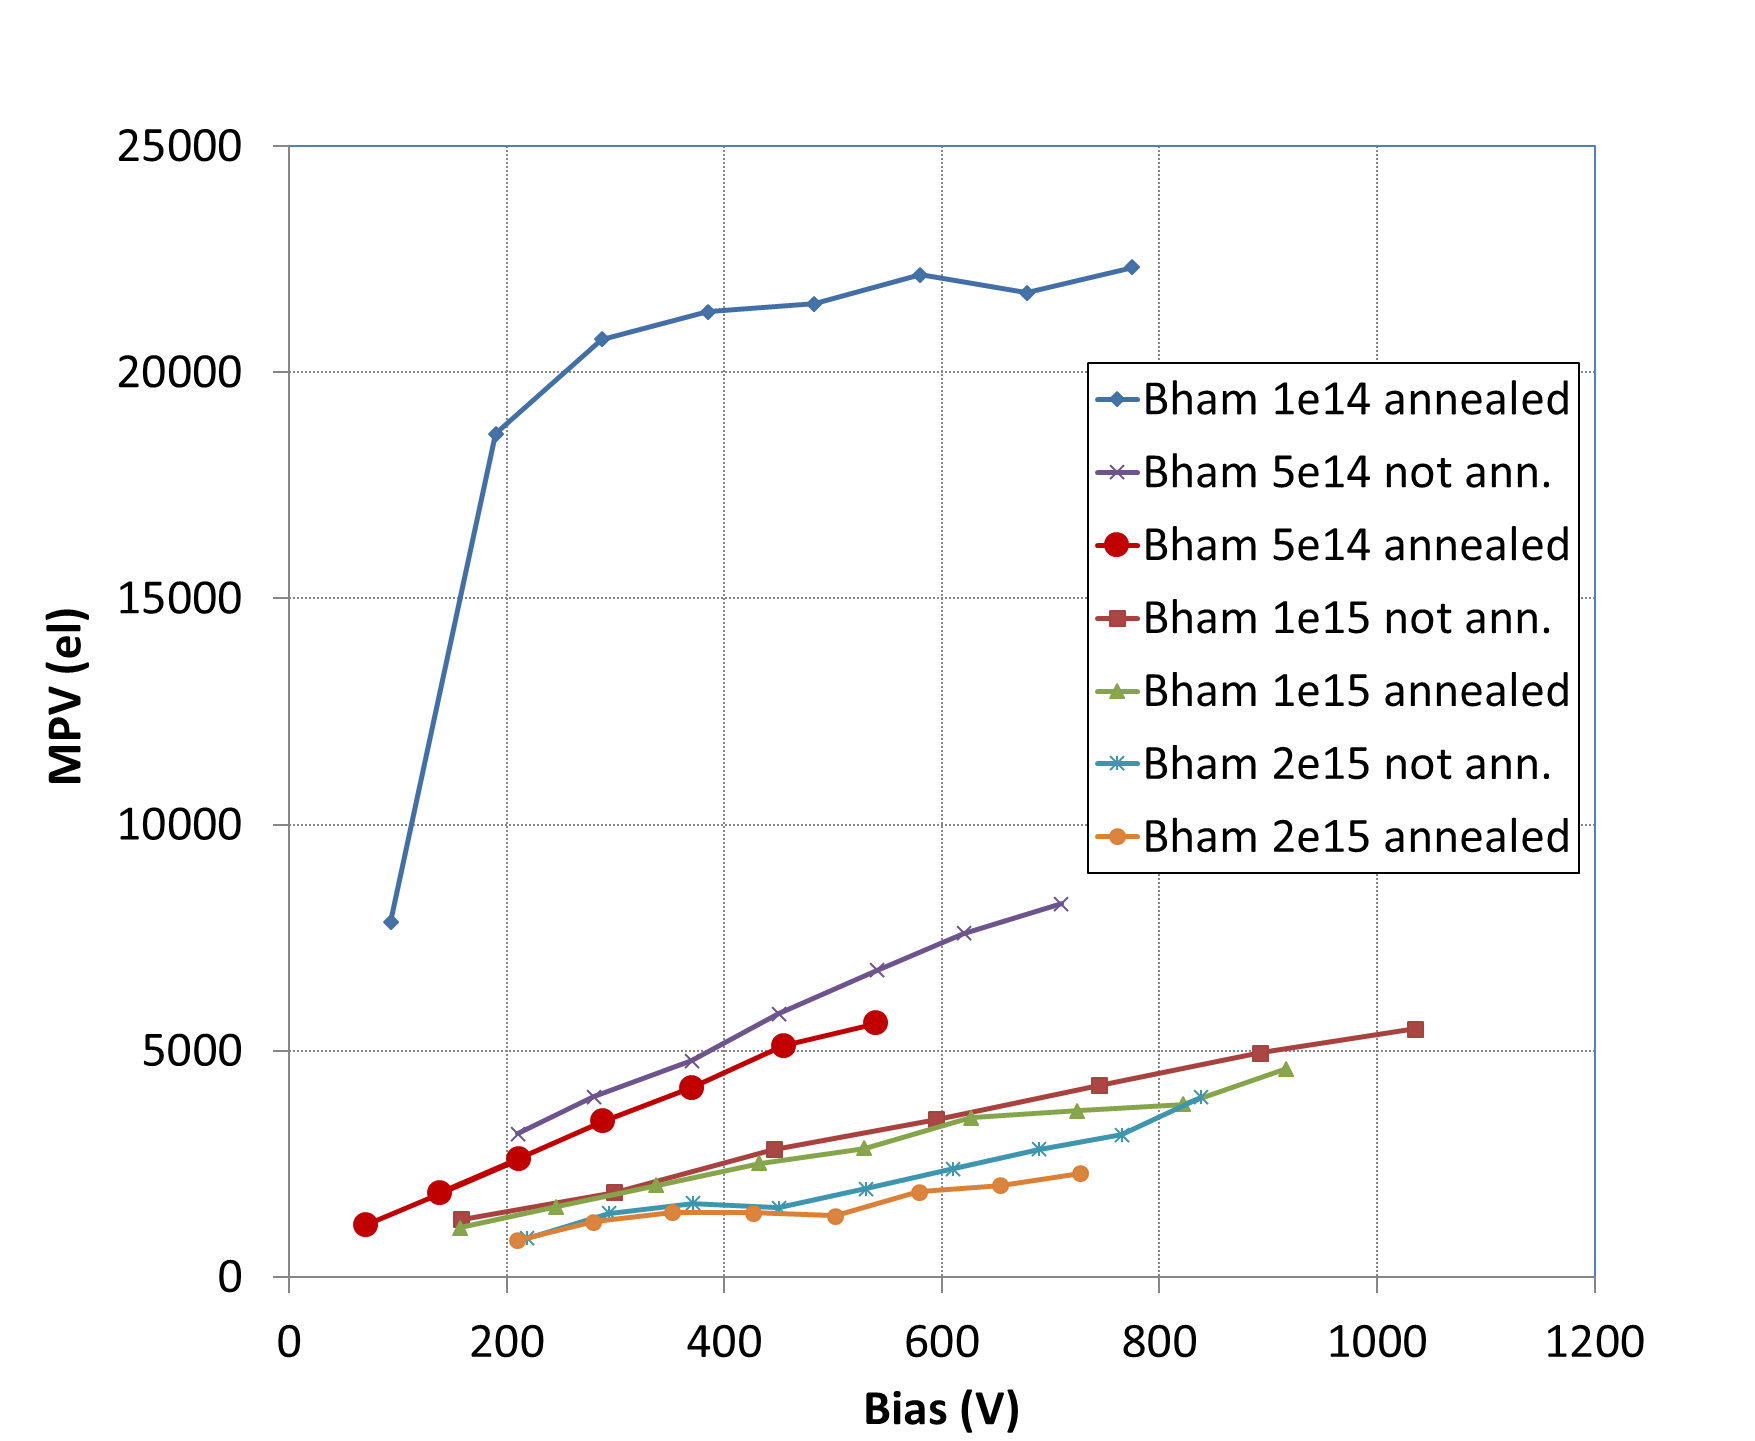 25000
20000
15000
10000
5000
0
MPV (el)
Bham 1e14 annealed
Bham 5e14 not ann.
Bham 5e14 annealed
Bham 1e15 not ann.
Bham 1e15 annealed
Bham 2e15 not ann.
Bham 2e15 annealed
0 200 400 600 800 1000 1200
Bias (V)